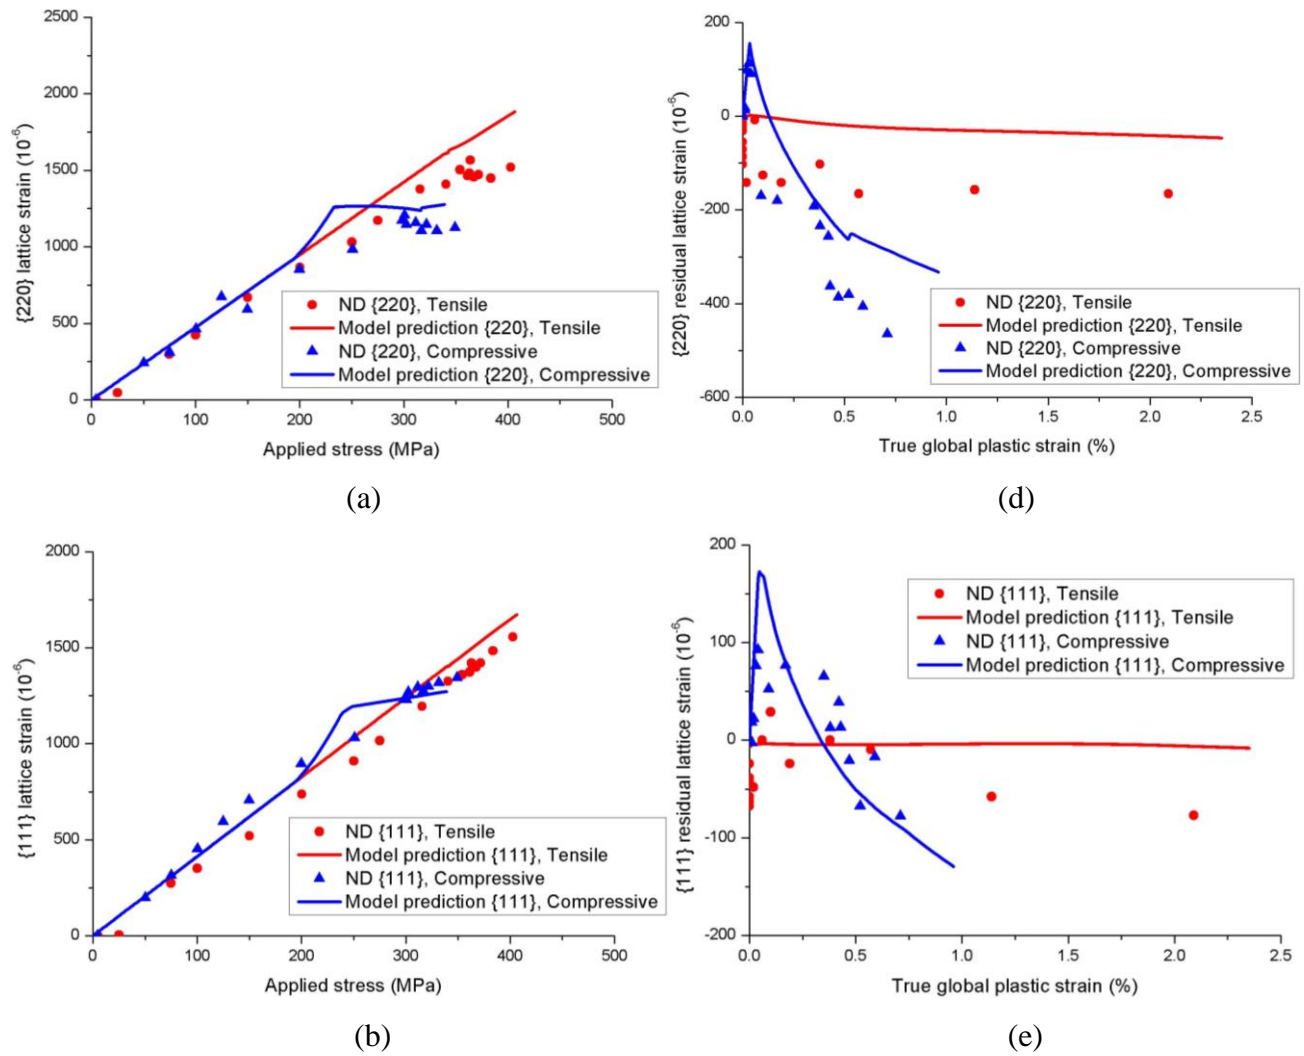 2500
2000
1500
1000
500
0
0
100
200
300
400
500
{220} lattice strain (10⁻⁶)
Applied stress (MPa)
ND {220}, Tensile
Model prediction {220}, Tensile
ND {220}, Compressive
Model prediction {220}, Compressive
(a)
200
0
-200
-400
-600
0.0
0.5
1.0
1.5
2.0
2.5
{220} residual lattice strain (10⁻⁶)
True global plastic strain (%)
ND {220}, Tensile
Model prediction {220}, Tensile
ND {220}, Compressive
Model prediction {220}, Compressive
(d)
2000
1500
1000
500
0
0
100
200
300
400
500
{111} lattice strain (10⁻⁶)
Applied stress (MPa)
ND {111}, Tensile
Model prediction {111}, Tensile
ND {111}, Compressive
Model prediction {111}, Compressive
(b)
200
100
0
-100
-200
0.0
0.5
1.0
1.5
2.0
2.5
{111} residual lattice strain (10⁻⁶)
True global plastic strain (%)
ND {111}, Tensile
Model prediction {111}, Tensile
ND {111}, Compressive
Model prediction {111}, Compressive
(e)